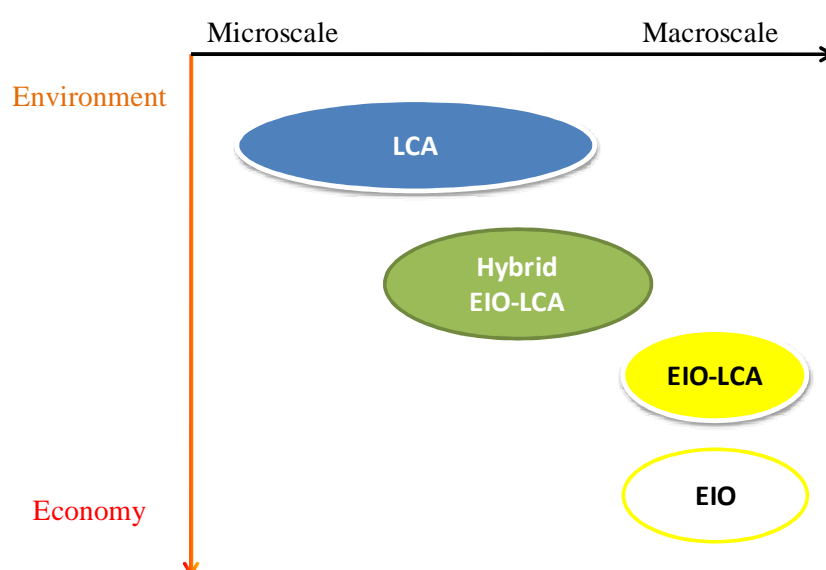 Microscale
Macroscale
Environment
LCA
Hybrid
EIO-LCA
EIO-LCA
EIO
Economy